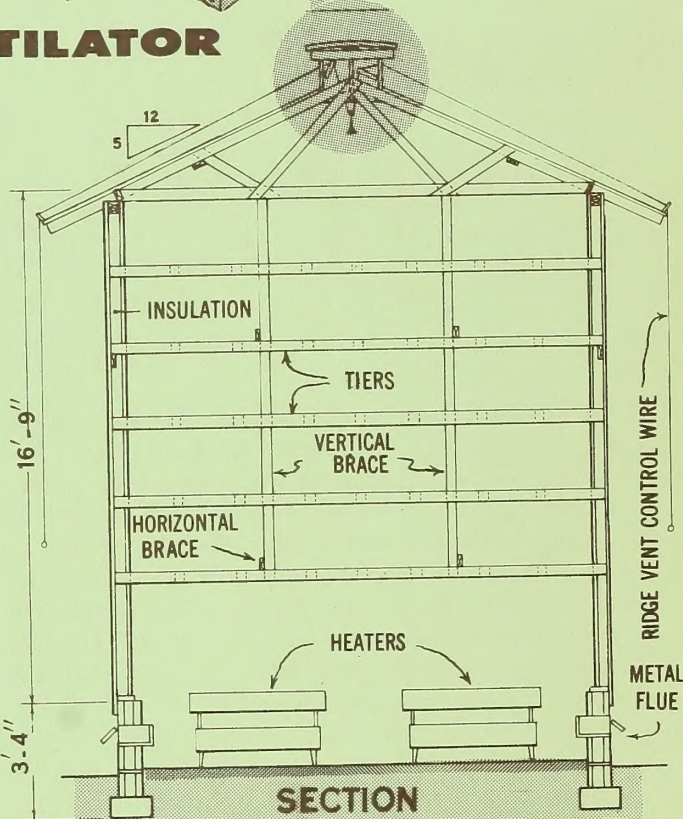 TILATOR
12
5
INSULATION
TIERS
16'-9"
VERTICAL
BRACE
HORIZONTAL
BRACE
RIDGE VENT CONTROL WIRE
HEATERS
METAL
FLUE
3'-4"
SECTION